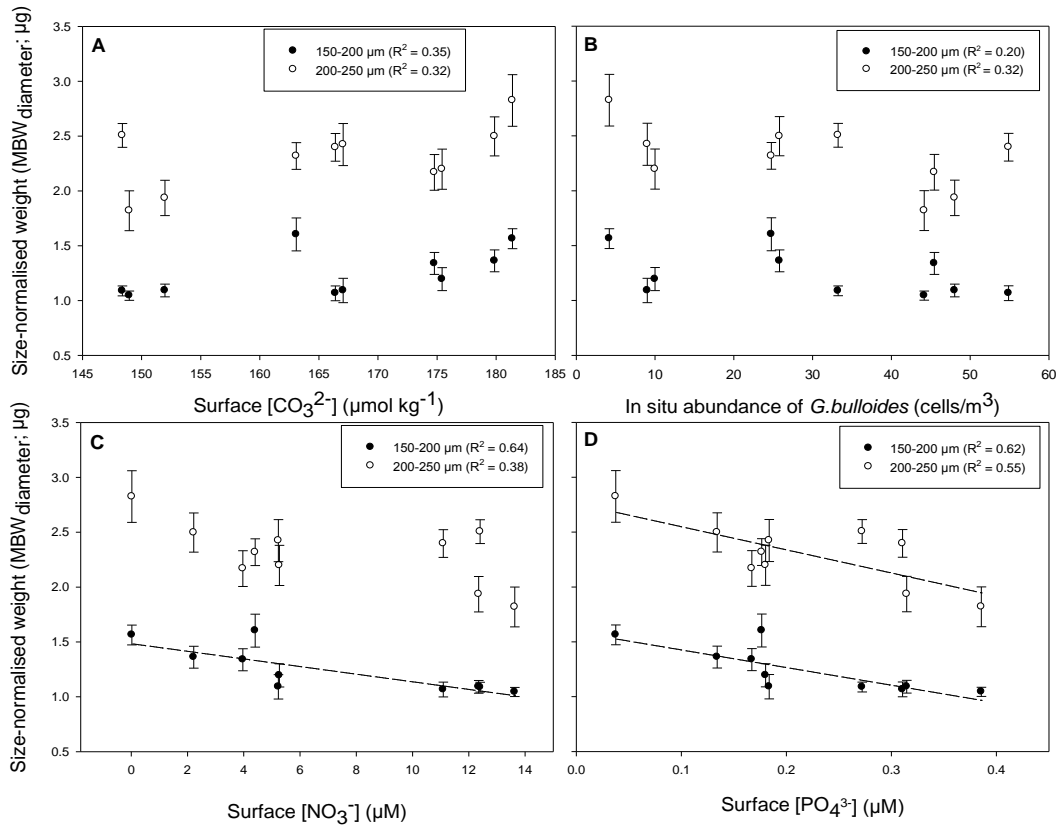 A
150-200 µm (R² = 0.35)
200-250 µm (R² = 0.32)
Size-normalised weight (MBWdiameter; µg)
3.5
3.0
2.5
2.0
1.5
1.0
0.5
145 150 155 160 165 170 175 180 185
Surface [CO₃²⁻] (µmol kg⁻¹)
B
150-200 µm (R² = 0.20)
200-250 µm (R² = 0.32)
0 10 20 30 40 50 60
In situ abundance of G.bulloides (cells/m³)
C
150-200 µm (R² = 0.64)
200-250 µm (R² = 0.38)
Size-normalised weight (MBWdiameter; µg)
3.5
3.0
2.5
2.0
1.5
1.0
0.5
0 2 4 6 8 10 12 14
Surface [NO₃⁻] (µM)
D
150-200 µm (R² = 0.62)
200-250 µm (R² = 0.55)
0.0 0.1 0.2 0.3 0.4
Surface [PO₄³⁻] (µM)